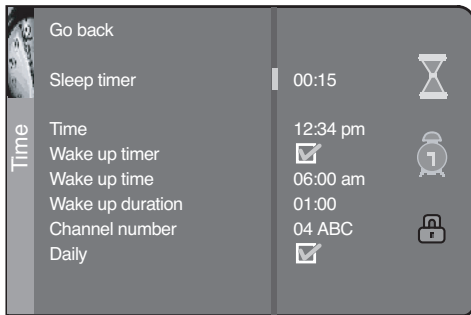 Go back
Sleep timer 00:15
Time
Time 12:34 pm
Wake up timer
Wake up time 06:00 am
Wake up duration 01:00
Channel number 04 ABC
Daily
1